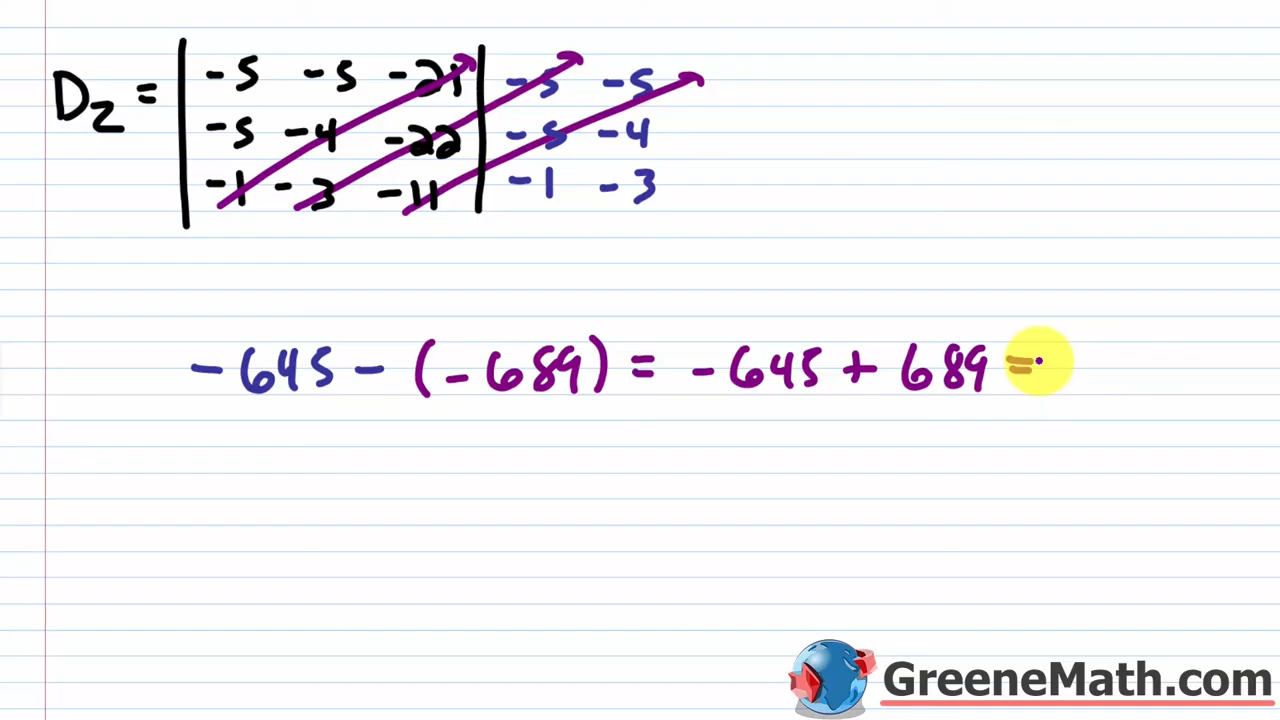 -5 -5 -21 -5 -5
D₂ =
-5 -4 -22 -5 -4
-1 -3 -11 -1 -3
-645 - (-689) = -645 + 689 =
GreeneMath.com